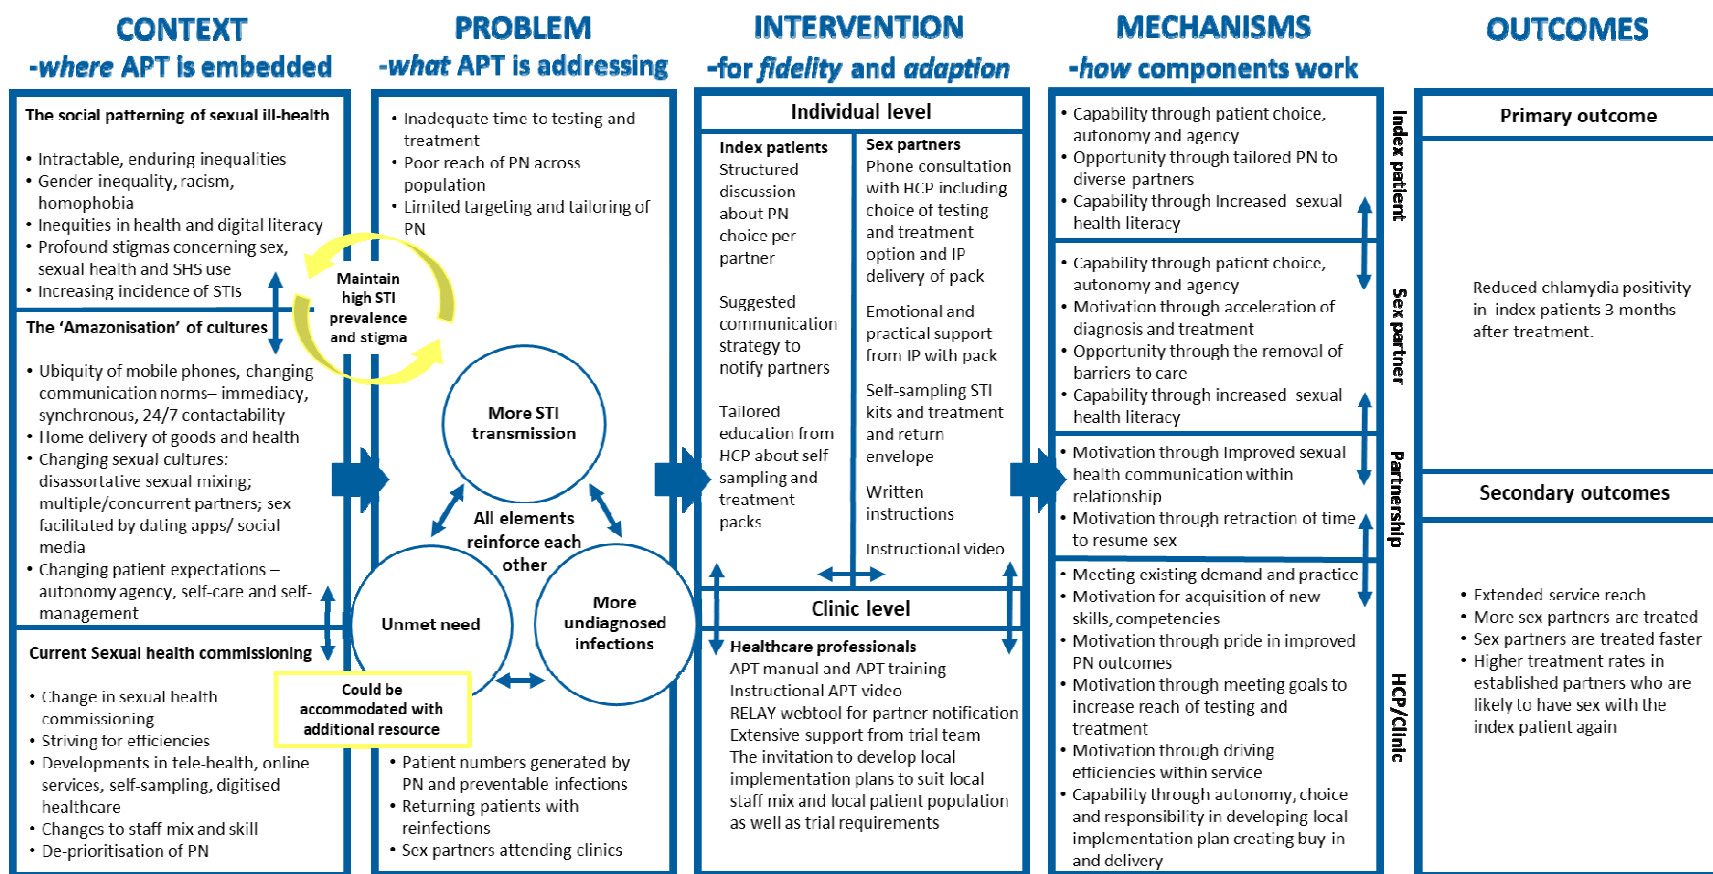 CONTEXT
-where APT is embedded
The social patterning of sexual ill-health
• Intractable, enduring inequalities
• Gender inequality, racism,
homophobia
• Inequities in health and digital literacy
• Profound stigmas concerning sex,
sexual health and SHS use
• Increasing incidence of STIs
The ‘Amazonisation’ of cultures
• Ubiquity of mobile phones, changing
communication norms– immediacy,
synchronous, 24/7 contactability
• Home delivery of goods and health
• Changing sexual cultures:
disassortative sexual mixing;
multiple/concurrent partners; sex
facilitated by dating apps/ social
media
• Changing patient expectations –
autonomy agency, self-care and self-
management
Current Sexual health commissioning
• Change in sexual health
commissioning
• Striving for efficiencies
• Developments in tele-health, online
services, self-sampling, digitised
healthcare
• Changes to staff mix and skill
• De-prioritisation of PN
Maintain
high STI
prevalence
and stigma
Could be
accommodated with
additional resource
PROBLEM
-what APT is addressing
• Inadequate time to testing and
treatment
• Poor reach of PN across
population
• Limited targeting and tailoring of
PN
More STI
transmission
All elements
reinforce each
other
Unmet need
More
undiagnosed
infections
• Patient numbers generated by
PN and preventable infections
• Returning patients with
reinfections
• Sex partners attending clinics
INTERVENTION
-for fidelity and adaption
Individual level
Index patients
Structured
discussion
about PN
choice per
partner
Suggested
communication
strategy to
notify partners
Tailored
education from
HCP about self
sampling and
treatment
packs
Sex partners
Phone consultation
with HCP including
choice of testing
and treatment
option and IP
delivery of pack
Emotional and
practical support
from IP with pack
Self-sampling STI
kits and treatment
and return
envelope
Written
instructions
Instructional video
Clinic level
Healthcare professionals
APT manual and APT training
Instructional APT video
RELAY webtool for partner notification
Extensive support from trial team
The invitation to develop local
implementation plans to suit local
staff mix and local patient population
as well as trial requirements
MECHANISMS
-how components work
• Capability through patient choice,
autonomy and agency
• Opportunity through tailored PN to
diverse partners
• Capability through Increased sexual
health literacy
Index patient
• Capability through patient choice,
autonomy and agency
• Motivation through acceleration of
diagnosis and treatment
• Opportunity through the removal of
barriers to care
• Capability through increased sexual
health literacy
Sex partner
• Motivation through Improved sexual
health communication within
relationship
• Motivation through retraction of time
to resume sex
Partnership
• Meeting existing demand and practice
• Motivation for acquisition of new
skills, competencies
• Motivation through pride in improved
PN outcomes
• Motivation through meeting goals to
increase reach of testing and
treatment
• Motivation through driving
efficiencies within service
• Capability through autonomy, choice
and responsibility in developing local
implementation plan creating buy in
and delivery
HCP/Clinic
OUTCOMES
Primary outcome
Reduced chlamydia positivity
in index patients 3 months
after treatment.
Secondary outcomes
• Extended service reach
• More sex partners are treated
• Sex partners are treated faster
• Higher treatment rates in
established partners who are
likely to have sex with the
index patient again